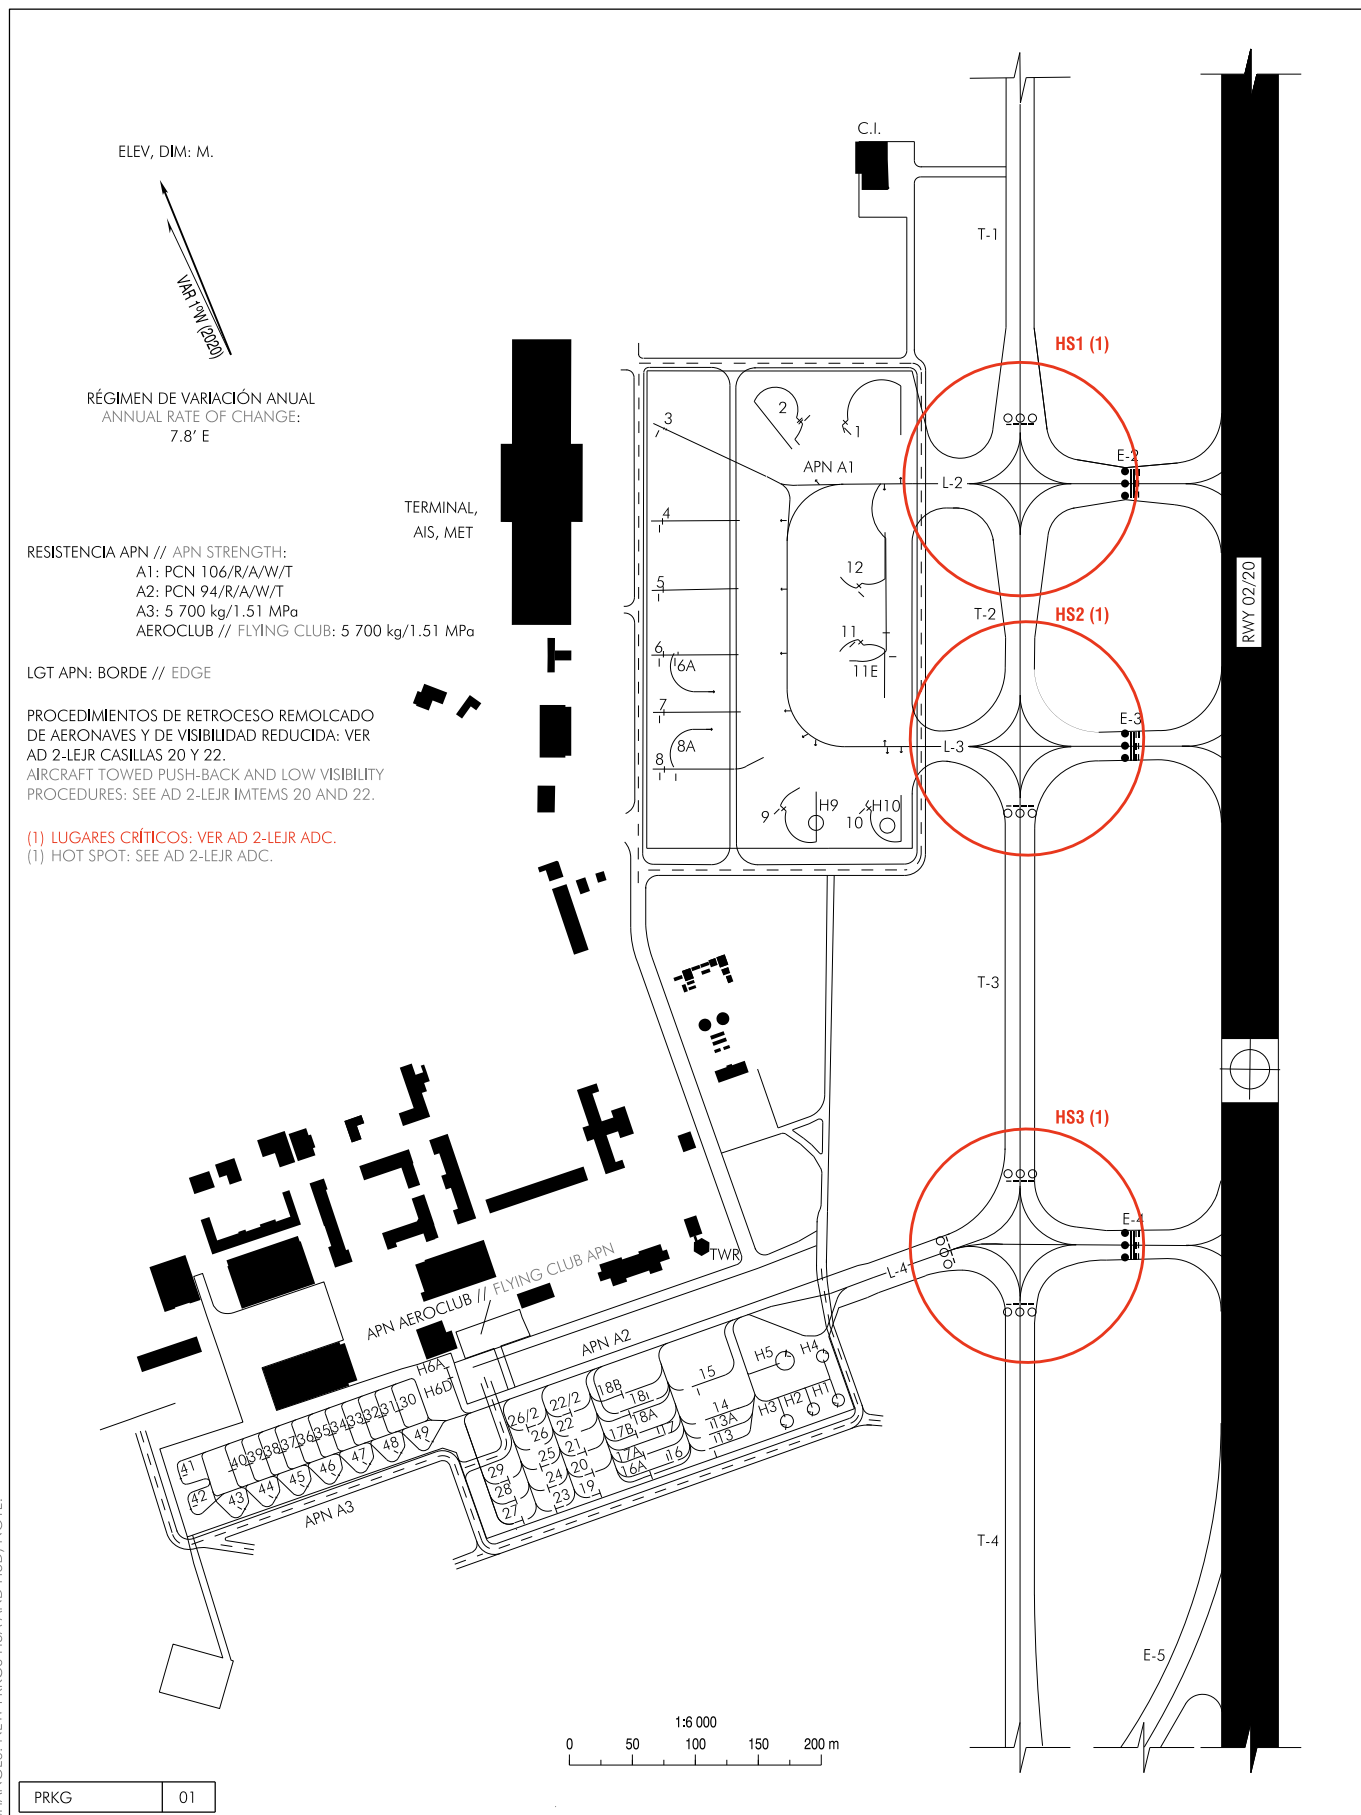 C.I.
ELEV, DIM: M.
VAR 1ºW (2020)
T-1
HS1 (1)
RÉGIMEN DE VARIACIÓN ANUAL
ANNUAL RATE OF CHANGE:
7.8' E
2
3
1
APN A1
E-2
L-2
TERMINAL,
AIS, MET
4
RESISTENCIA APN // APN STRENGTH:
A1: PCN 106/R/A/W/T
A2: PCN 94/R/A/W/T
A3: 5 700 kg/1.51 MPa
AEROCLUB // FLYING CLUB: 5 700 kg/1.51 MPa
12
5
RWY 02/20
T-2
HS2 (1)
11
11E
6
6A
LGT APN: BORDE // EDGE
7
PROCEDIMIENTOS DE RETROCESO REMOLCADO
DE AERONAVES Y DE VISIBILIDAD REDUCIDA: VER
AD 2-LEJR CASILLAS 20 Y 22.
AIRCRAFT TOWED PUSH-BACK AND LOW VISIBILITY
PROCEDURES: SEE AD 2-LEJR IMTEMS 20 AND 22.
E-3
L-3
8A
8
9
H9
10
H10
(1) LUGARES CRÍTICOS: VER AD 2-LEJR ADC.
(1) HOT SPOT: SEE AD 2-LEJR ADC.
T-3
HS3 (1)
E-4
L-4
TWR
APN AEROCLUB // FLYING CLUB APN
APN A2
H6A
H6D
H5
H4
H3
H2
H1
15
14
13A
13
18B
18
18A
17B
17
17A
16A
16
22/2
22
21
20
19
26/2
26
25
24
23
29
28
27
30
31
32
33
34
35
36
37
38
39
40
41
42
43
44
45
46
47
48
49
APN A3
T-4
E-5
1:6 000
0 50 100 150 200 m
PRKG 01